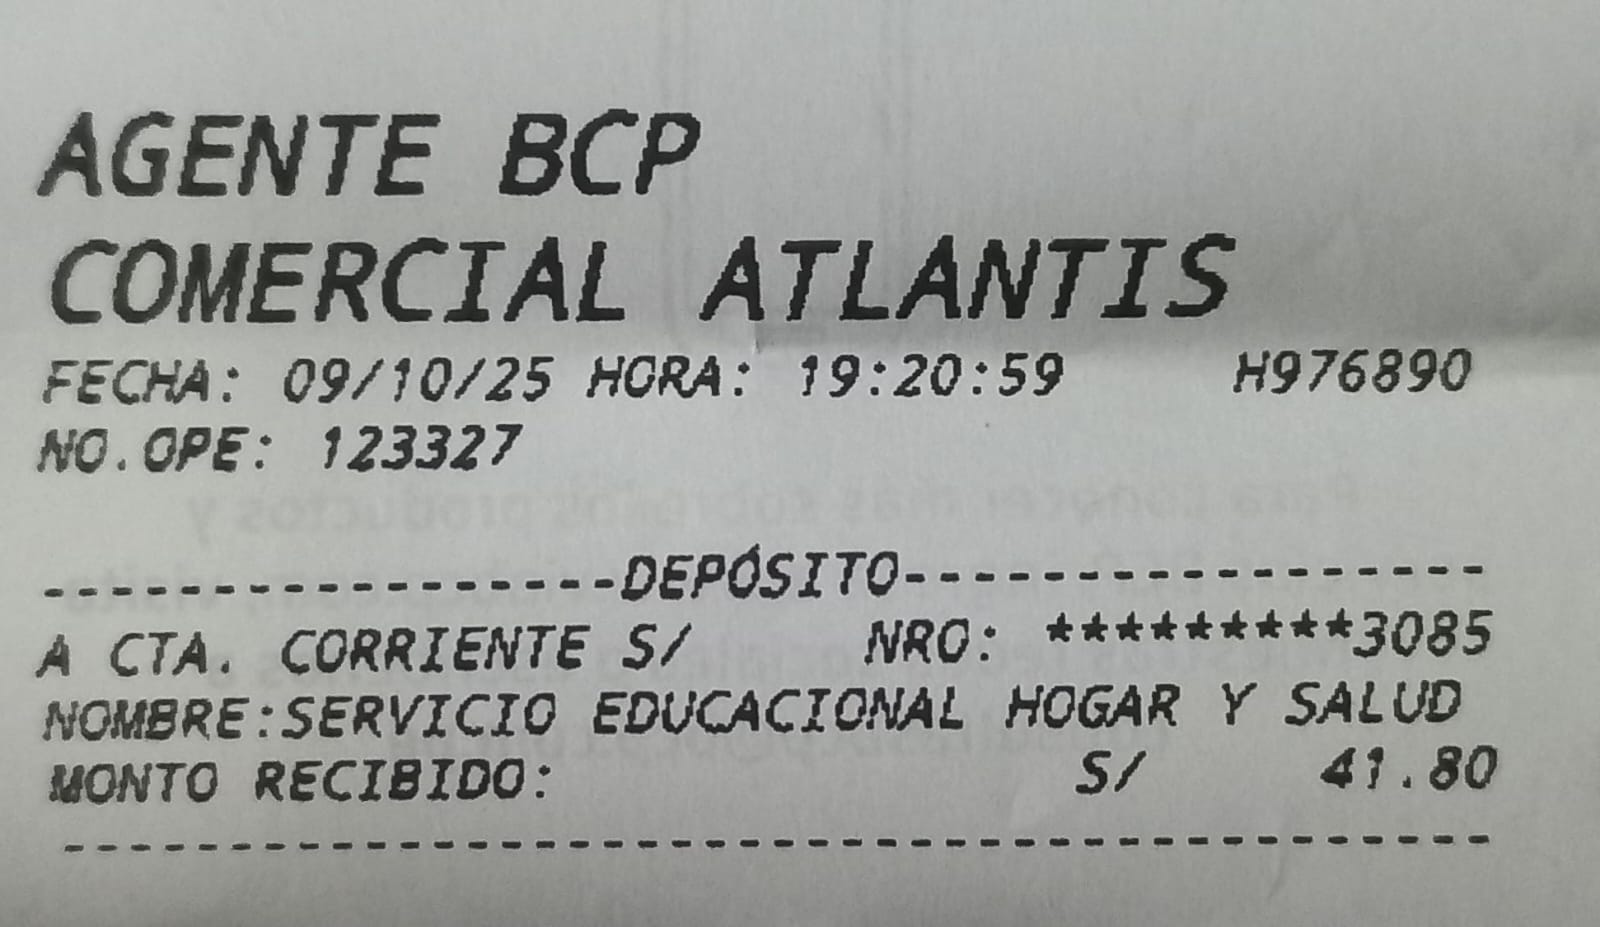 AGENTE BCP
COMERCIAL ATLANTIS
FECHA: 09/10/25 HORA: 19:20:59 H976890
NO.OPE: 123327
----------------DEPÓSITO----------------
A CTA. CORRIENTE S/ NRO: *********3085
NOMBRE:SERVICIO EDUCACIONAL HOGAR Y SALUD
MONTO RECIBIDO: S/ 41.80
----------------------------------------